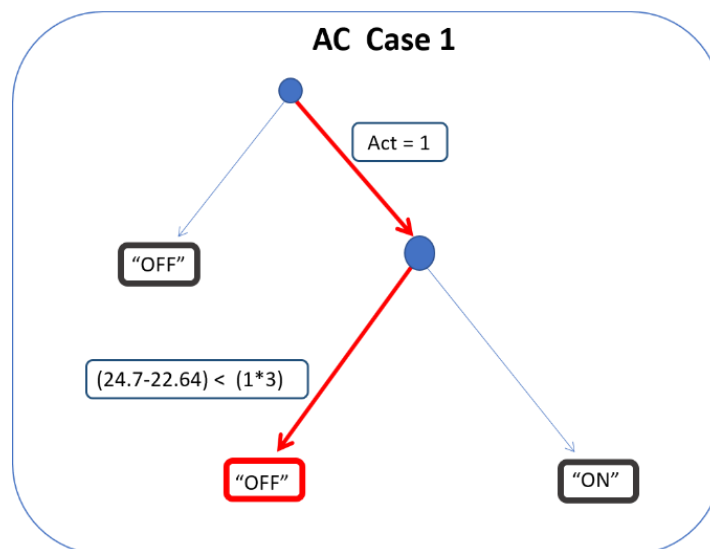 AC Case 1
Act = 1
“OFF”
(24.7-22.64) < (1*3)
“OFF”
“ON”